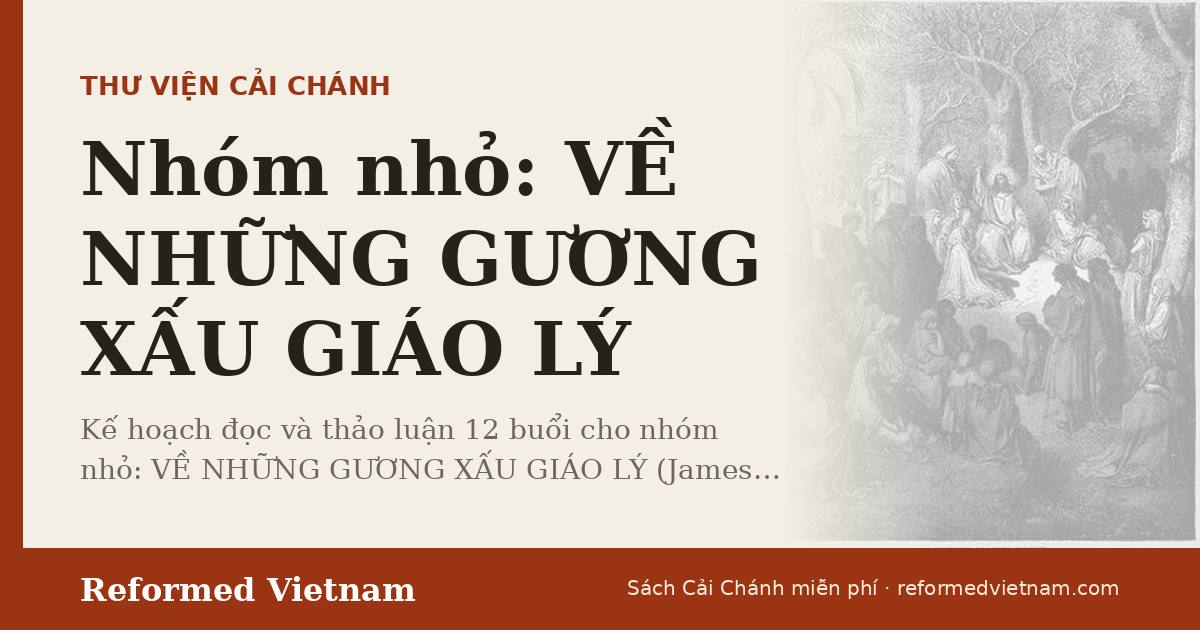 THƯ VIỆN CẢI CHÁNH
Nhóm nhỏ: VỀ
NHỮNG GƯƠNG
XẤU GIÁO LÝ
Kế hoạch đọc và thảo luận 12 buổi cho nhóm
nhỏ: VỀ NHỮNG GƯƠNG XẤU GIÁO LÝ (James…
Reformed Vietnam
Sách Cải Chánh miễn phí · reformedvietnam.com